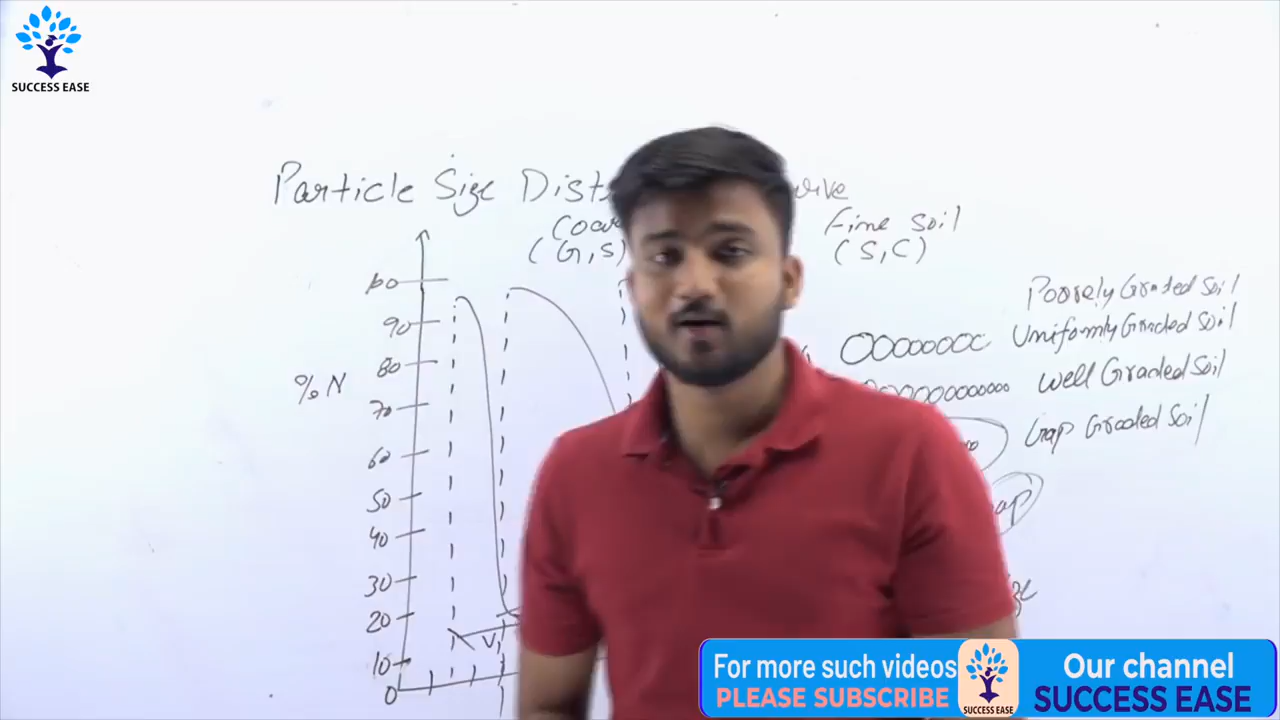 SUCCESS EASE
Particle Size Dist
Fine Soil
(G,S)
(S,C)
Poorely Graded Soil
Uniformly Graded Soil
Well Graded Soil
Gap Graded Soil
% N
90
80
70
60
50
40
30
20
10
0
For more such videos
PLEASE SUBSCRIBE
SUCCESS EASE
Our channel
SUCCESS EASE